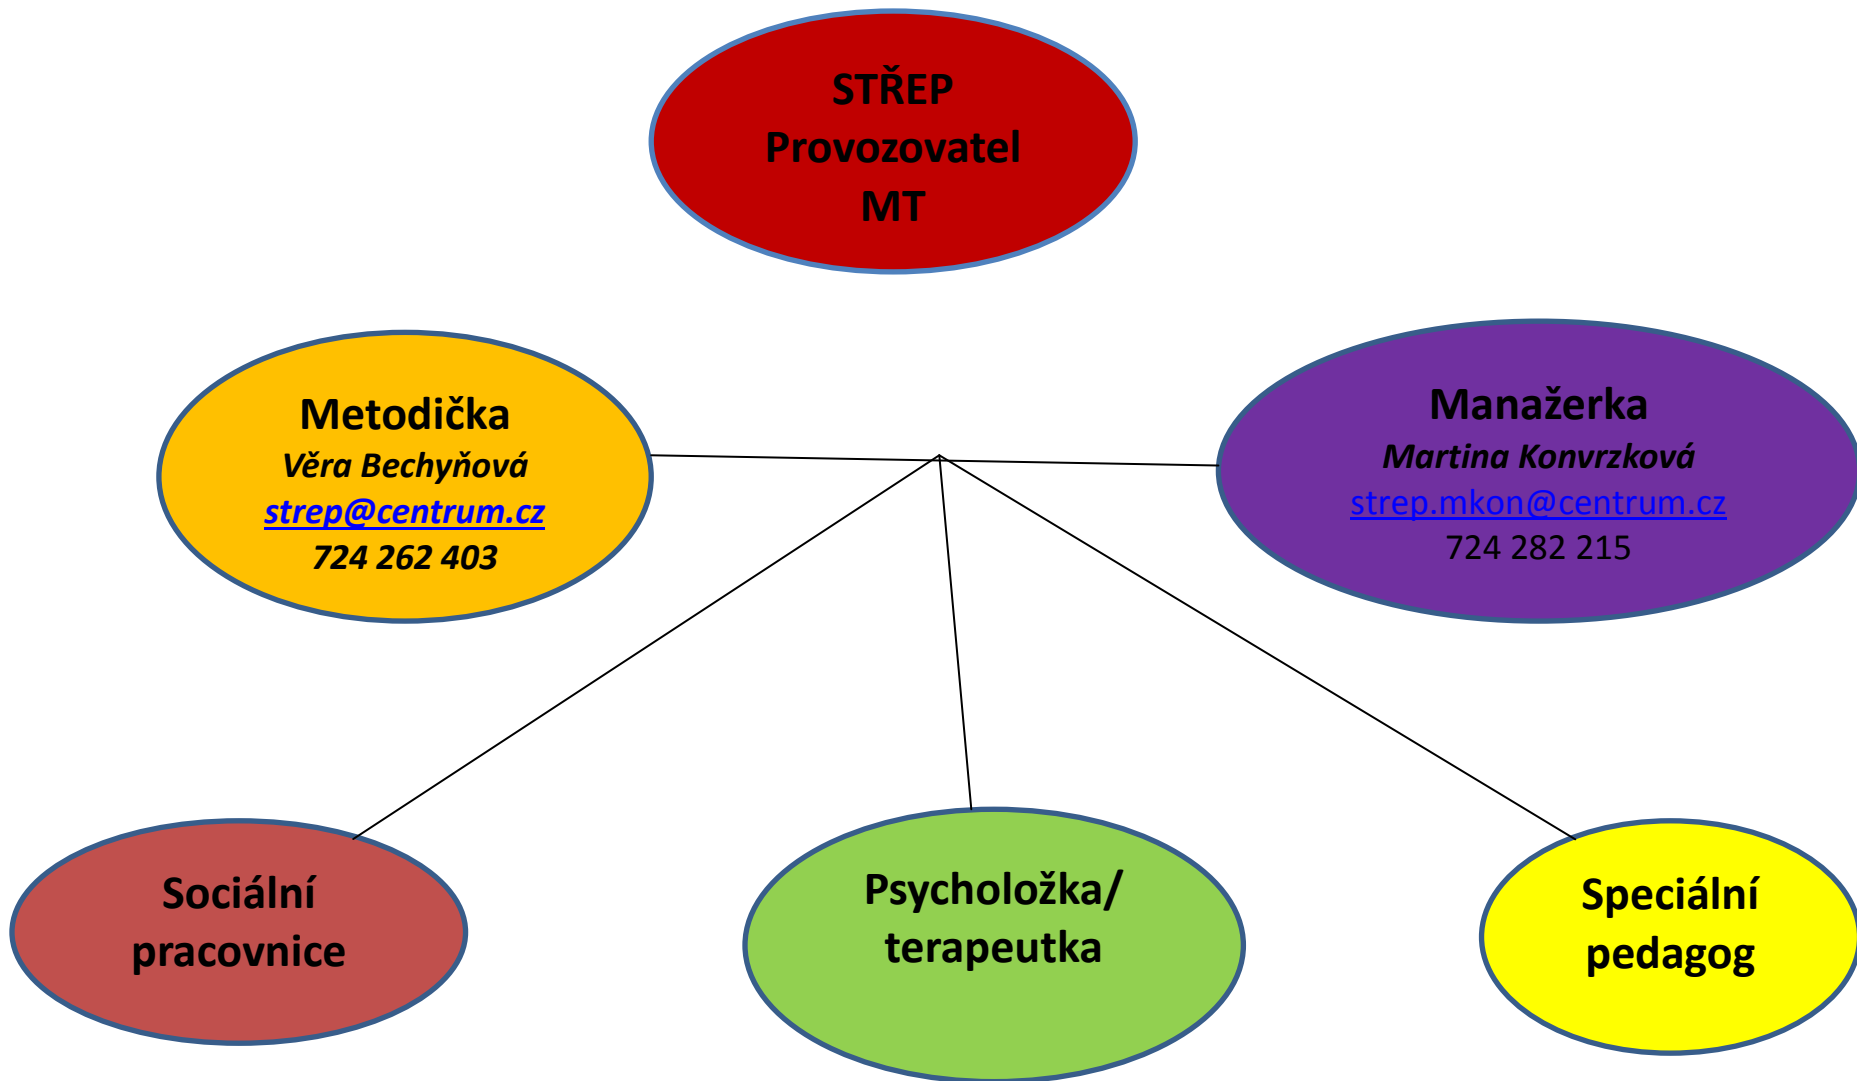 STŘEP
Provozovatel
MT
Metodička
Věra Bechyňová
strep@centrum.cz
724 262 403
Manažerka
Martina Konvrzková
strep.mkon@centrum.cz
724 282 215
Sociální
pracovnice
Psycholožka/
terapeutka
Speciální
pedagog